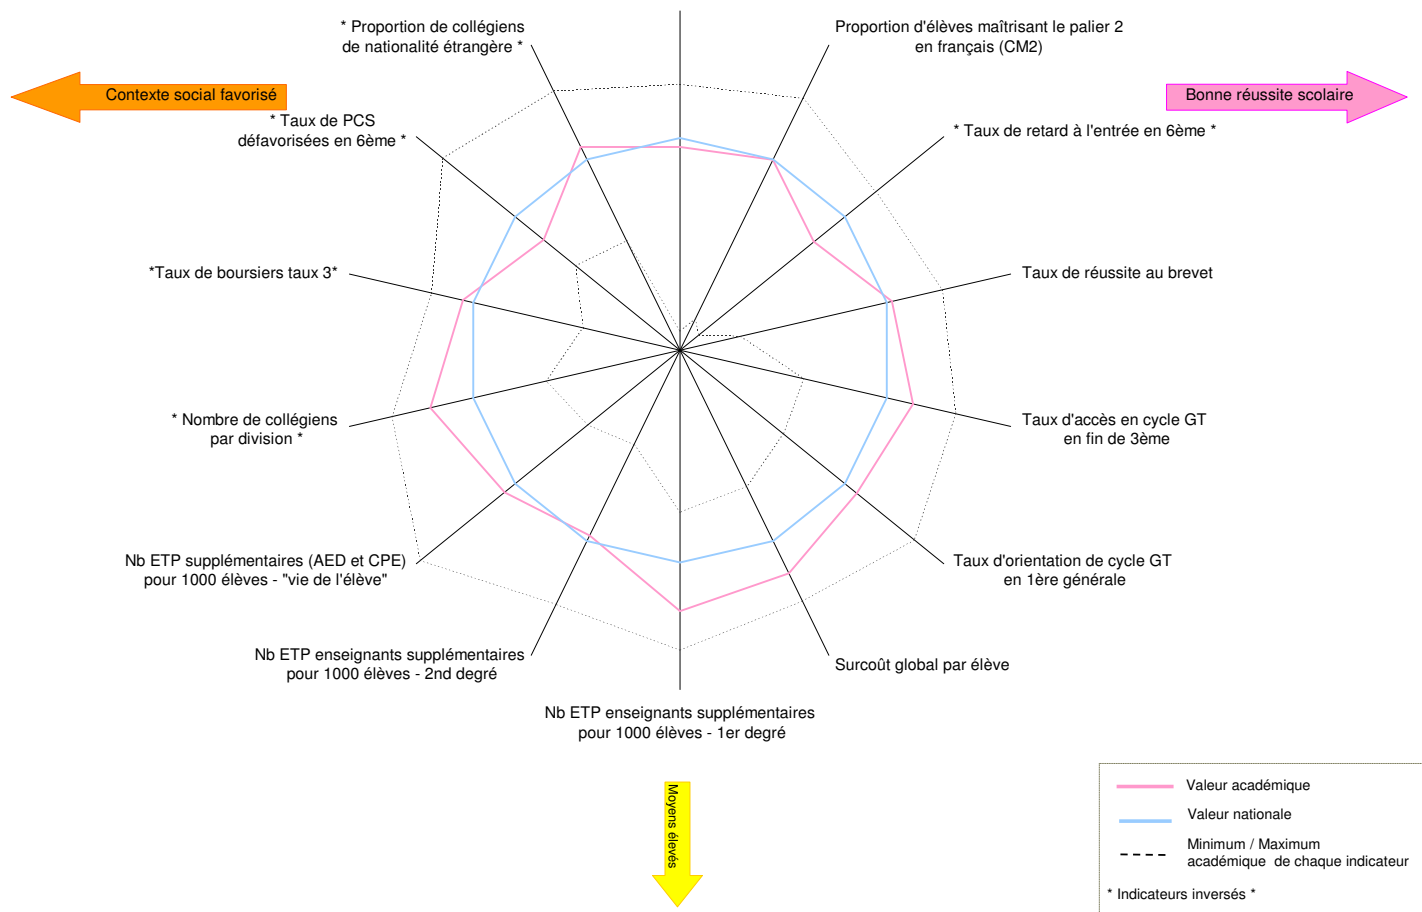 * Proportion de collégiens
de nationalité étrangère *
Proportion d'élèves maîtrisant le palier 2
en français (CM2)
Contexte social favorisé
Bonne réussite scolaire
* Taux de PCS
défavorisées en 6ème *
* Taux de retard à l'entrée en 6ème *
*Taux de boursiers taux 3*
Taux de réussite au brevet
* Nombre de collégiens
par division *
Taux d'accès en cycle GT
en fin de 3ème
Nb ETP supplémentaires (AED et CPE)
pour 1000 élèves - "vie de l'élève"
Taux d'orientation de cycle GT
en 1ère générale
Nb ETP enseignants supplémentaires
pour 1000 élèves - 2nd degré
Surcoût global par élève
Nb ETP enseignants supplémentaires
pour 1000 élèves - 1er degré
Moyens élevés
Valeur académique
Valeur nationale
Minimum / Maximum
académique de chaque indicateur
* Indicateurs inversés *